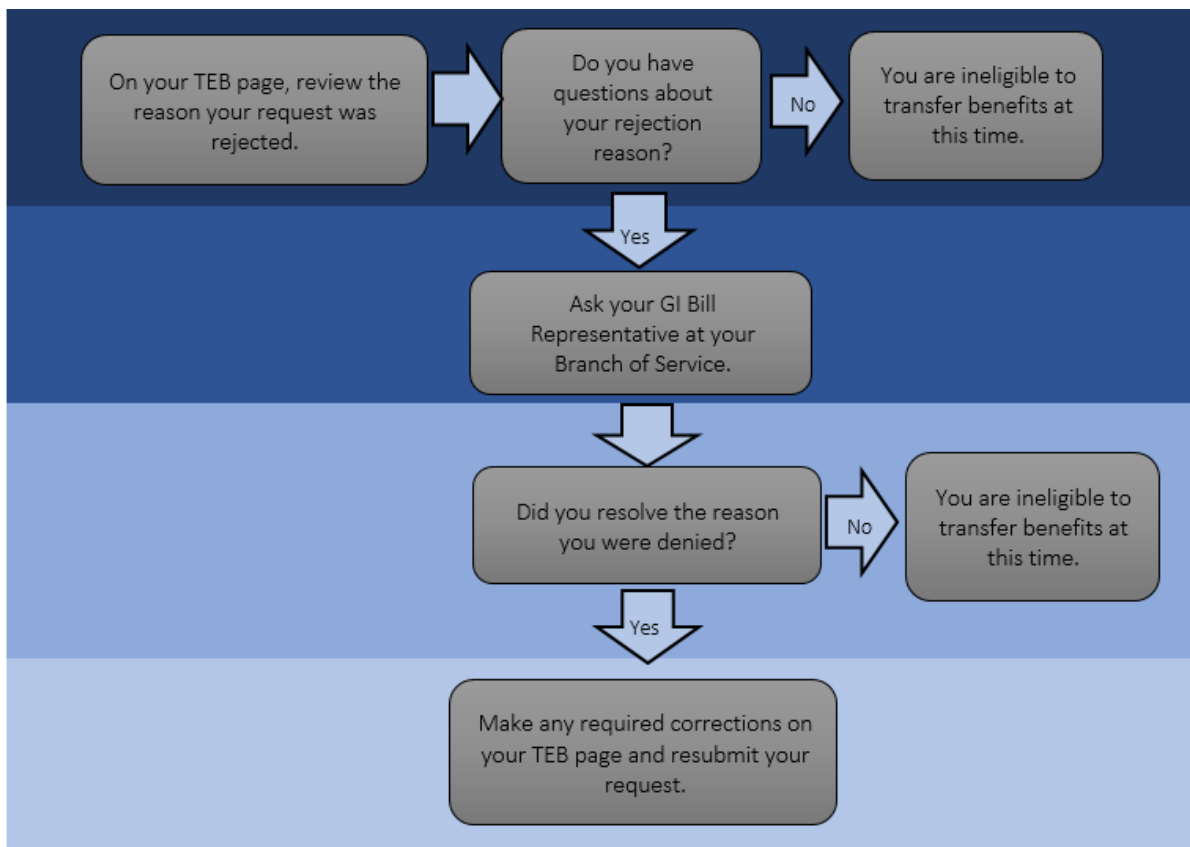 On your TEB page, review the
reason your request was
rejected.
Do you have
questions about
your rejection
reason?
No
You are ineligible to
transfer benefits at
this time.
Yes
Ask your GI Bill
Representative at your
Branch of Service.
Did you resolve the reason
you were denied?
No
You are ineligible to
transfer benefits at
this time.
Yes
Make any required corrections on
your TEB page and resubmit your
request.